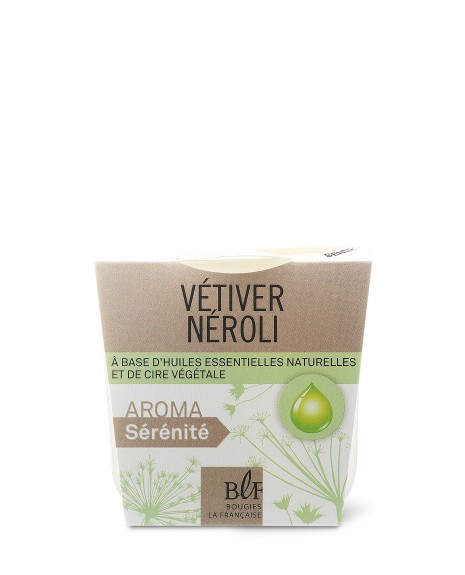 VÉTIVER
NÉROLI
À BASE D'HUILES ESSENTIELLES NATURELLES
ET DE CIRE VÉGÉTALE
AROMA
Sérénité
BLF
BOUGIES
LA FRANÇAISE